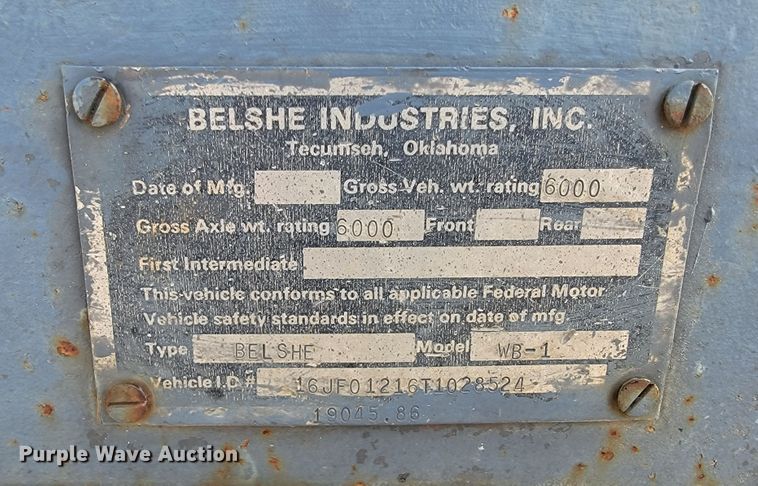 BELSHE INDUSTRIES, INC.
Tecumseh, Oklahoma
Date of Mfg. Gross Veh. wt. rating 6000
Gross Axle wt. rating 6000 Front Rear
First Intermediate
This vehicle conforms to all applicable Federal Motor
Vehicle safety standards in effect on date of mfg.
Type BELSHE Model WB-1
Vehicle I.D # 16JF01216T1028524
19045.86
Purple Wave Auction